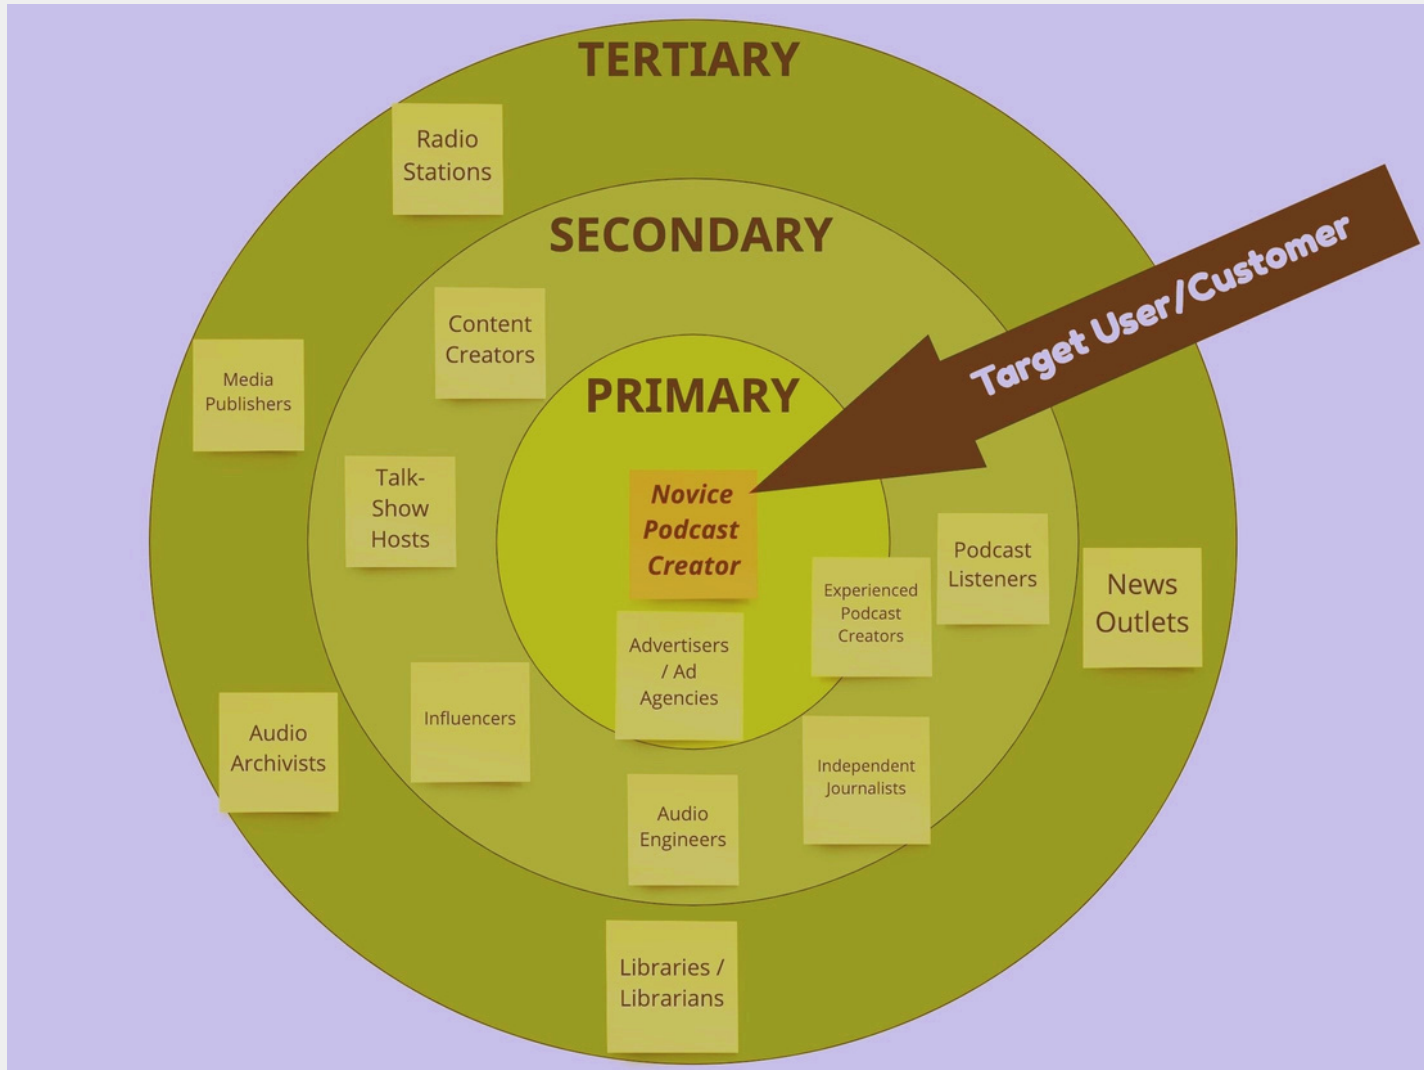 TERTIARY
Radio
Stations
SECONDARY
Target User/Customer
Content
Creators
Media
Publishers
PRIMARY
Talk-
Show
Hosts
Novice
Podcast
Creator
Podcast
Listeners
Experienced
Podcast
Creators
News
Outlets
Advertisers
/ Ad
Agencies
Influencers
Audio
Archivists
Independent
Journalists
Audio
Engineers
Libraries /
Librarians